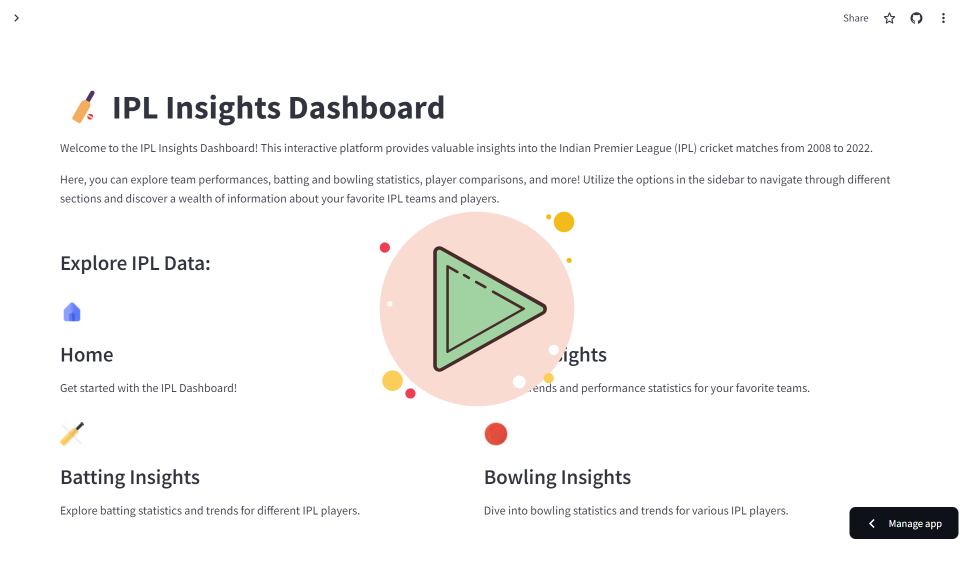 Share
IPL Insights Dashboard
Welcome to the IPL Insights Dashboard! This interactive platform provides valuable insights into the Indian Premier League (IPL) cricket matches from 2008 to 2022.
Here, you can explore team performances, batting and bowling statistics, player comparisons, and more! Utilize the options in the sidebar to navigate through different
sections and discover a wealth of information about your favorite IPL teams and players.
Explore IPL Data:
Home
Get started with the IPL Dashboard!
and performance statistics for your favorite teams.
Batting Insights
Explore batting statistics and trends for different IPL players.
Bowling Insights
Dive into bowling statistics and trends for various IPL players.
Manage app